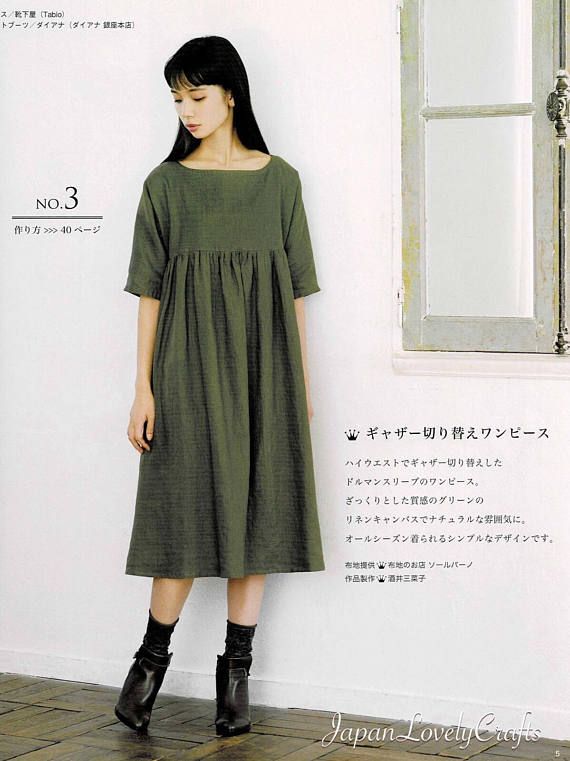 ス／靴下屋〔Tabio〕
トブーツ／ダイアナ〔ダイアナ 銀座本店〕
NO.3
作り方 >>> 40 ページ
ギャザー切り替えワンピース
ハイウエストでギャザー切り替えした
ドルマンスリーブのワンピース。
ざっくりとした質感のグリーンの
リネンキャンバスでナチュラルな雰囲気に。
オールシーズン着られるシンプルなデザインです。
布地提供 布地のお店 ソールパーノ
作品製作 酒井三菜子
JapanLovelyCrafts
5